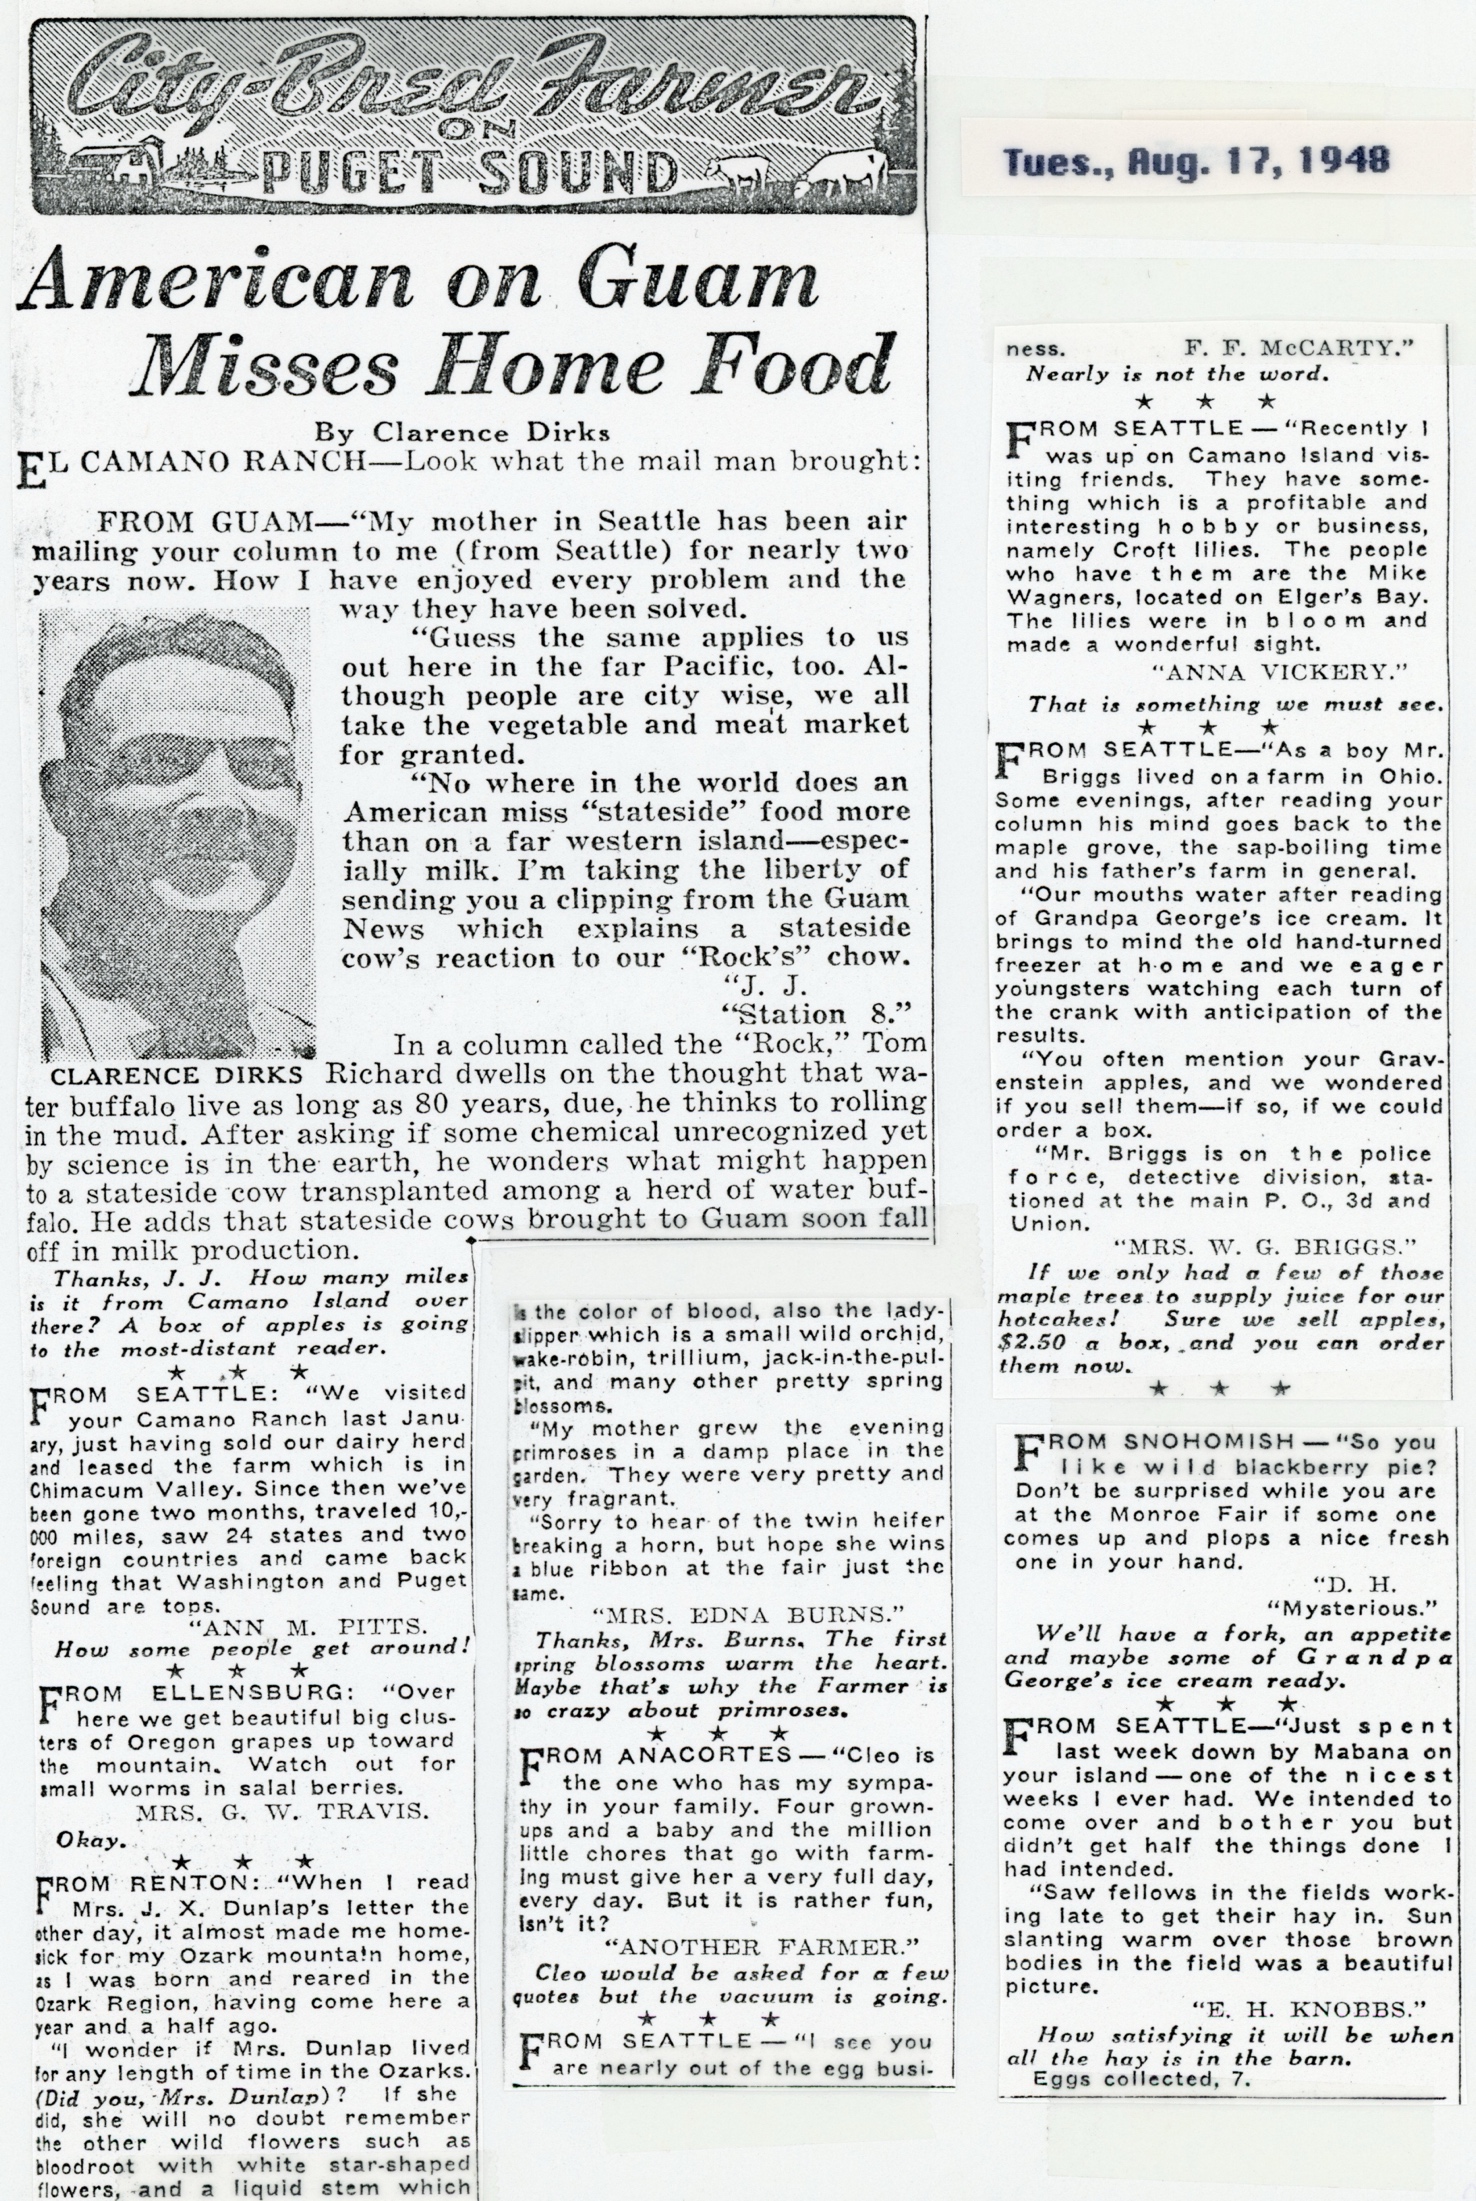 City-Bred Farmer
ON
PUGET SOUND
Tues., Aug. 17, 1948
American on Guam
Misses Home Food
By Clarence Dirks
EL CAMANO RANCH—Look what the mail man brought:
FROM GUAM—“My mother in Seattle has been air
mailing your column to me (from Seattle) for nearly two
years now. How I have enjoyed every problem and the
way they have been solved.
“Guess the same applies to us
out here in the far Pacific, too. Al-
though people are city wise, we all
take the vegetable and meat market
for granted.
“No where in the world does an
American miss “stateside” food more
than on a far western island—espec-
ially milk. I'm taking the liberty of
sending you a clipping from the Guam
News which explains a stateside
cow's reaction to our “Rock's” chow.
“J. J.
“Station 8.”
In a column called the “Rock,” Tom
CLARENCE DIRKS Richard dwells on the thought that wa-
ter buffalo live as long as 80 years, due, he thinks to rolling
in the mud. After asking if some chemical unrecognized yet
by science is in the earth, he wonders what might happen
to a stateside cow transplanted among a herd of water buf-
falo. He adds that stateside cows brought to Guam soon fall
off in milk production.
Thanks, J. J. How many miles
is it from Camano Island over
there? A box of apples is going
to the most-distant reader.
★ ★ ★
FROM SEATTLE: “We visited
your Camano Ranch last Janu-
ary, just having sold our dairy herd
and leased the farm which is in
Chimacum Valley. Since then we've
been gone two months, traveled 10,-
000 miles, saw 24 states and two
foreign countries and came back
feeling that Washington and Puget
Sound are tops.
“ANN M. PITTS.
How some people get around!
★ ★ ★
FROM ELLENSBURG: “Over
here we get beautiful big clus-
ters of Oregon grapes up toward
the mountain. Watch out for
small worms in salal berries.
MRS. G. W. TRAVIS.
Okay.
★ ★ ★
FROM RENTON: “When I read
Mrs. J. X. Dunlap's letter the
other day, it almost made me home-
sick for my Ozark mountain home,
as I was born and reared in the
Ozark Region, having come here a
year and a half ago.
“I wonder if Mrs. Dunlap lived
for any length of time in the Ozarks.
(Did you, Mrs. Dunlap)? If she
did, she will no doubt remember
the other wild flowers such as
bloodroot with white star-shaped
flowers, and a liquid stem which
is the color of blood, also the lady-
slipper which is a small wild orchid,
wake-robin, trillium, jack-in-the-pul-
pit, and many other pretty spring
blossoms.
“My mother grew the evening
primroses in a damp place in the
garden. They were very pretty and
very fragrant.
“Sorry to hear of the twin heifer
breaking a horn, but hope she wins
a blue ribbon at the fair just the
same.
“MRS. EDNA BURNS.”
Thanks, Mrs. Burns. The first
spring blossoms warm the heart.
Maybe that's why the Farmer is
so crazy about primroses.
★ ★ ★
FROM ANACORTES—“Cleo is
the one who has my sympa-
thy in your family. Four grown-
ups and a baby and the million
little chores that go with farm-
ing must give her a very full day,
every day. But it is rather fun,
isn't it?
“ANOTHER FARMER.”
Cleo would be asked for a few
quotes but the vacuum is going.
★ ★ ★
FROM SEATTLE—“I see you
are nearly out of the egg busi-
ness. F. F. McCARTY.”
Nearly is not the word.
★ ★ ★
FROM SEATTLE—“Recently I
was up on Camano Island vis-
iting friends. They have some-
thing which is a profitable and
interesting hobby or business,
namely Croft lilies. The people
who have them are the Mike
Wagners, located on Elger's Bay.
The lilies were in bloom and
made a wonderful sight.
“ANNA VICKERY.”
That is something we must see.
★ ★ ★
FROM SEATTLE—“As a boy Mr.
Briggs lived on a farm in Ohio.
Some evenings, after reading your
column his mind goes back to the
maple grove, the sap-boiling time
and his father's farm in general.
“Our mouths water after reading
of Grandpa George's ice cream. It
brings to mind the old hand-turned
freezer at home and we eager
youngsters watching each turn of
the crank with anticipation of the
results.
“You often mention your Grav-
enstein apples, and we wondered
if you sell them—if so, if we could
order a box.
“Mr. Briggs is on the police
force, detective division, sta-
tioned at the main P. O., 3d and
Union.
“MRS. W. G. BRIGGS.”
If we only had a few of those
maple trees to supply juice for our
hotcakes! Sure we sell apples,
$2.50 a box, and you can order
them now.
★ ★ ★
FROM SNOHOMISH—“So you
like wild blackberry pie?
Don't be surprised while you are
at the Monroe Fair if some one
comes up and plops a nice fresh
one in your hand.
“D. H.
“Mysterious.”
We'll have a fork, an appetite
and maybe some of Grandpa
George's ice cream ready.
★ ★ ★
FROM SEATTLE—“Just spent
last week down by Mabana on
your island—one of the nicest
weeks I ever had. We intended to
come over and bother you but
didn't get half the things done I
had intended.
“Saw fellows in the fields work-
ing late to get their hay in. Sun
slanting warm over those brown
bodies in the field was a beautiful
picture.
“E. H. KNOBBS.”
How satisfying it will be when
all the hay is in the barn.
Eggs collected, 7.